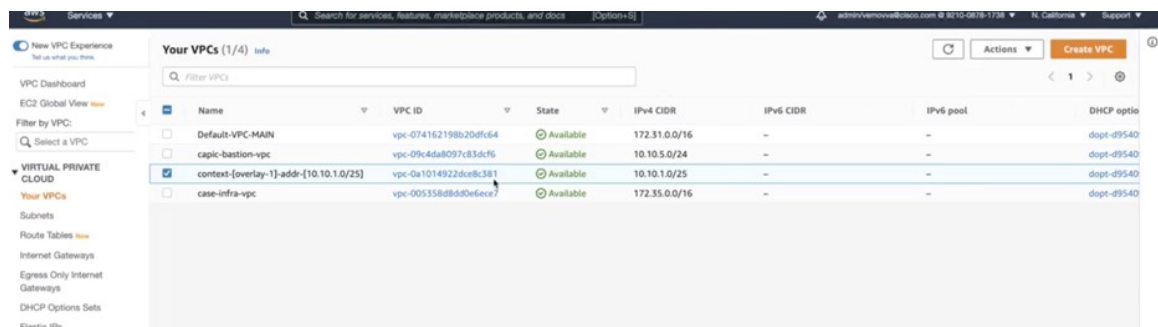 aws Services ▼ Search for services, features, marketplace products, and docs [Option+S] N. California ▼ Support ▼
New VPC Experience
Tell us what you think
VPC Dashboard
EC2 Global View New
Filter by VPC:
Select a VPC
VIRTUAL PRIVATE
CLOUD
Your VPCs
Subnets
Route Tables New
Internet Gateways
Egress Only Internet
Gateways
DHCP Options Sets
Elastic IPs
Your VPCs (1/4) Info
Actions ▼ Create VPC
Filter VPCs
< 1 >
Name VPC ID State IPv4 CIDR IPv6 CIDR IPv6 pool DHCP optio
Default-VPC-MAIN vpc-074162198b20dfc64 Available 172.31.0.0/16 – – dopt-d9540
capic-bastion-vpc vpc-09c4da8097c83dcf6 Available 10.10.5.0/24 – – dopt-d9540
context-[overlay-1]-addr-[10.10.1.0/25] vpc-0a1014922dce8c381 Available 10.10.1.0/25 – – dopt-d9540
case-infra-vpc vpc-005358d8dd0e6ece7 Available 172.35.0.0/16 – – dopt-d9540